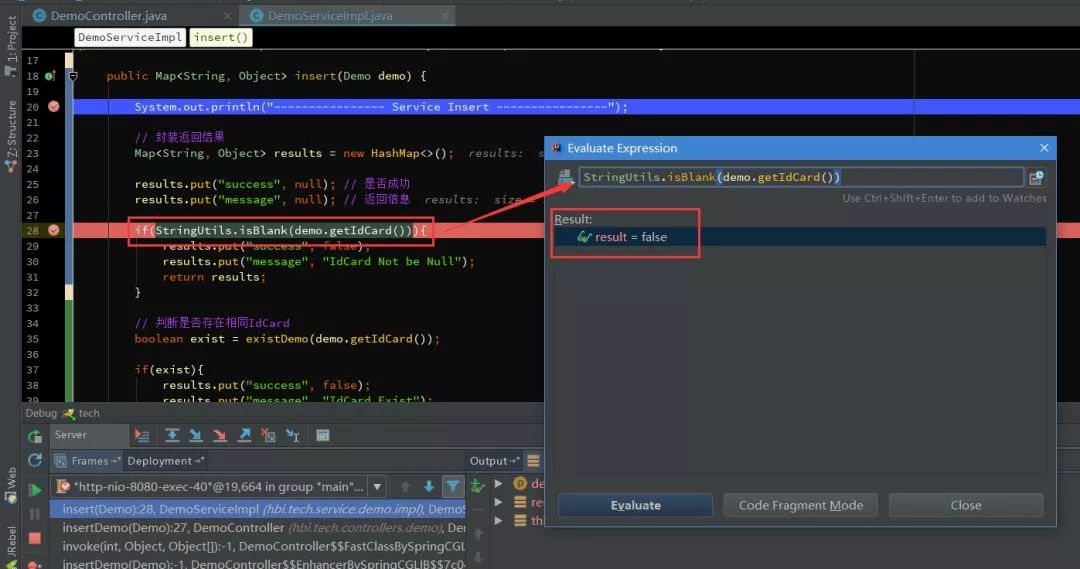 DemoController.java
DemoServiceImpl.java
DemoServiceImpl insert()
1: Project
Z: Structure
Web
JRebel
17
18 public Map<String, Object> insert(Demo demo) {
19
20 System.out.println("---------------- Service Insert ----------------");
21
22 // 封装返回结果
23 Map<String, Object> results = new HashMap<>(); results: s
24
25 results.put("success", null); // 是否成功
26 results.put("message", null); // 返回信息 results: size =
27
28 if(StringUtils.isBlank(demo.getIdCard())){
29 results.put("success", false);
30 results.put("message", "IdCard Not be Null");
31 return results;
32 }
33
34 // 判断是否存在相同IdCard
35 boolean exist = existDemo(demo.getIdCard());
36
37 if(exist){
38 results.put("success", false);
39 results.put("message", "IdCard Exist");
Evaluate Expression
StringUtils.isBlank(demo.getIdCard())
Use Ctrl+Shift+Enter to add to Watches
Result:
result = false
Evaluate
Code Fragment Mode
Close
Debug tech
Server
Frames
Deployment
Output
"http-nio-8080-exec-40"@19,664 in group "main"...
insert(Demo):28, DemoServiceImpl (hbi.tech.service.demo.impl), De
insertDemo(Demo):27, DemoController (hbi.tech.controllers.demo), De
invoke(int, Object, Object[]):-1, DemoController$$FastClassBySpringCGL
insertDemo(Demo):-1, DemoController$$EnhancerBySpringCGLIB$$7c0
de
res
th